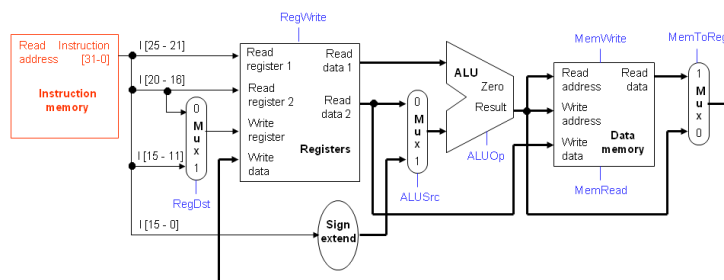 RegWrite
MemWrite
MemToReg
Read Instruction
address [31-0]
Instruction
memory
I [25 - 21]
I [20 - 16]
I [15 - 11]
I [15 - 0]
0
M
u
x
1
RegDst
Read
register 1
Read
register 2
Write
register
Write
data
Read
data 1
Read
data 2
Registers
Sign
extend
0
M
u
x
1
ALUSrc
ALU
Zero
Result
ALUOp
Read
address
Write
address
Write
data
Read
data
Data
memory
MemRead
1
M
u
x
0